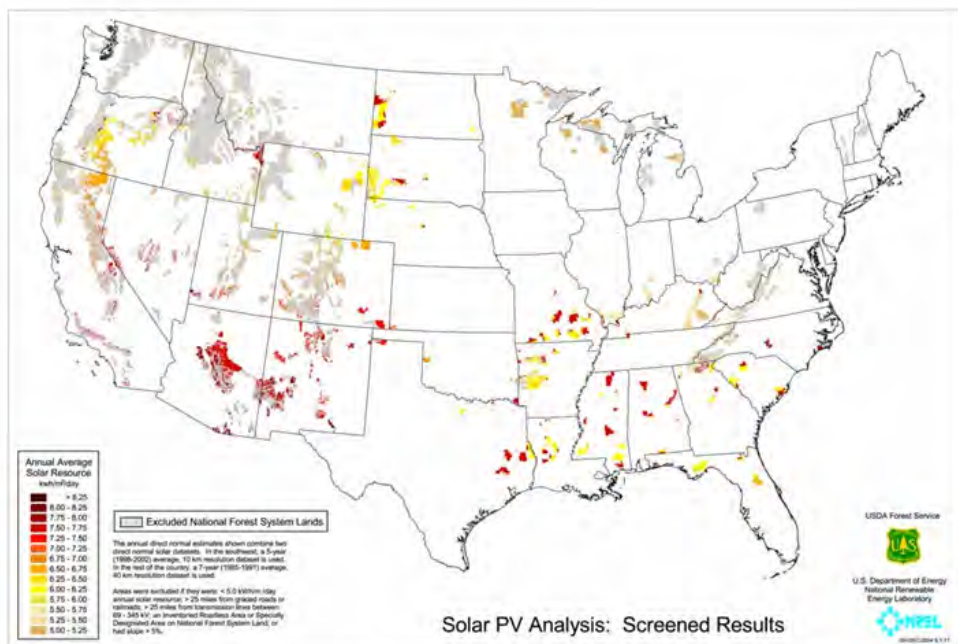 Annual Average
Solar Resource
kwh/m²/day
> 8.25
8.00 - 8.25
7.75 - 8.00
7.50 - 7.75
7.25 - 7.50
7.00 - 7.25
6.75 - 7.00
6.50 - 6.75
6.25 - 6.50
6.00 - 6.25
5.75 - 6.00
5.50 - 5.75
5.25 - 5.50
5.00 - 5.25
Excluded National Forest System Lands
The annual direct normal estimates shown combine two
direct normal solar datasets. In the southwest, a 5-year
(1998-2002) average, 10 km resolution dataset is used.
In the rest of the country, a 7-year (1985-1991) average,
40 km resolution dataset is used.
Areas were excluded if they were: < 5.0 kWh/m /day
annual solar resource; > 25 miles from graded roads or
railroads; > 25 miles from transmission lines between
69 - 345 kV; an Inventoried Roadless Area or Specially
Designated Area on National Forest System Land; or
had slope > 5%.
Solar PV Analysis: Screened Results
USDA Forest Service
UAS
U.S. Department of Energy
National Renewable
Energy Laboratory
NREL